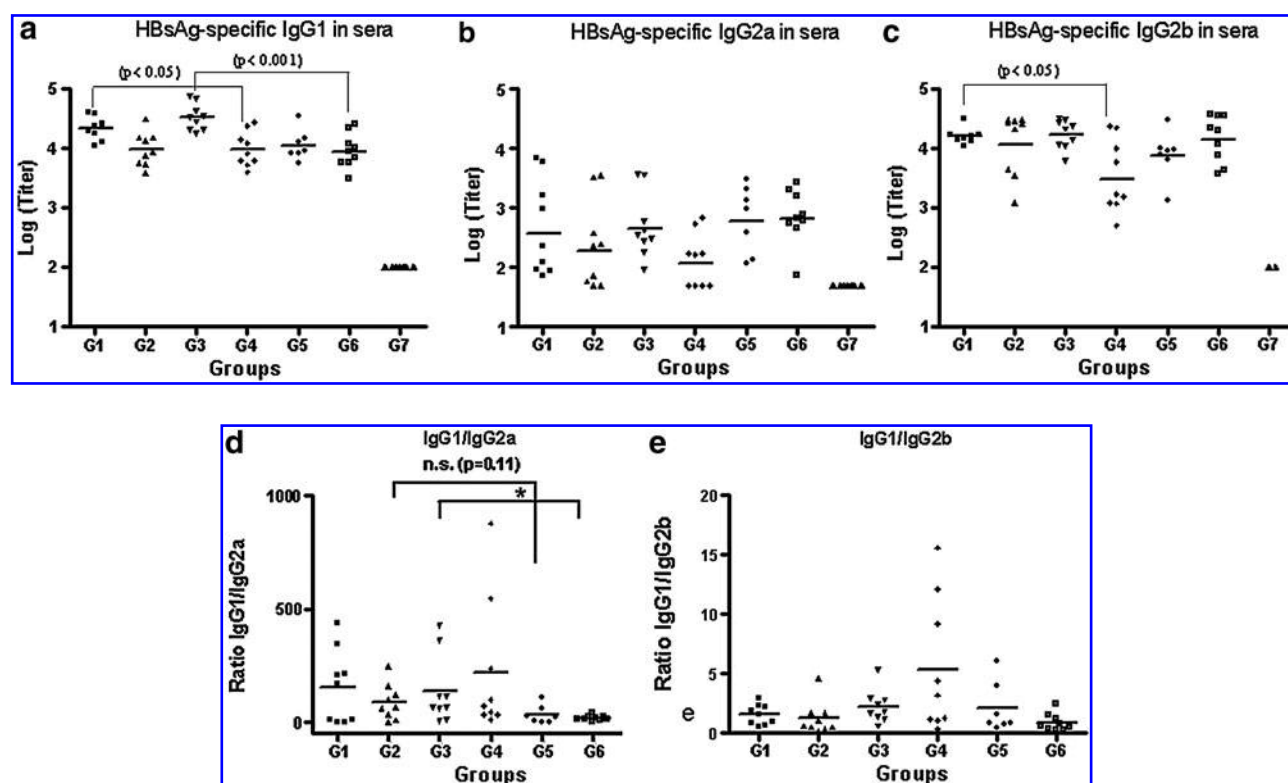 a
HBsAg-specific IgG1 in sera
(p< 0.05)
(p< 0.001)
Log (Titer)
5
4
3
2
1
G1 G2 G3 G4 G5 G6 G7
Groups
b
HBsAg-specific IgG2a in sera
Log (Titer)
5
4
3
2
1
G1 G2 G3 G4 G5 G6 G7
Groups
c
HBsAg-specific IgG2b in sera
(p< 0.05)
Log (Titer)
5
4
3
2
1
G1 G2 G3 G4 G5 G6 G7
Groups
d
IgG1/IgG2a
n.s. (p=0.11)
*
Ratio IgG1/IgG2a
1000
500
0
G1 G2 G3 G4 G5 G6
Groups
e
IgG1/IgG2b
Ratio IgG1/IgG2b
20
15
10
5
0
e
G1 G2 G3 G4 G5 G6
Groups